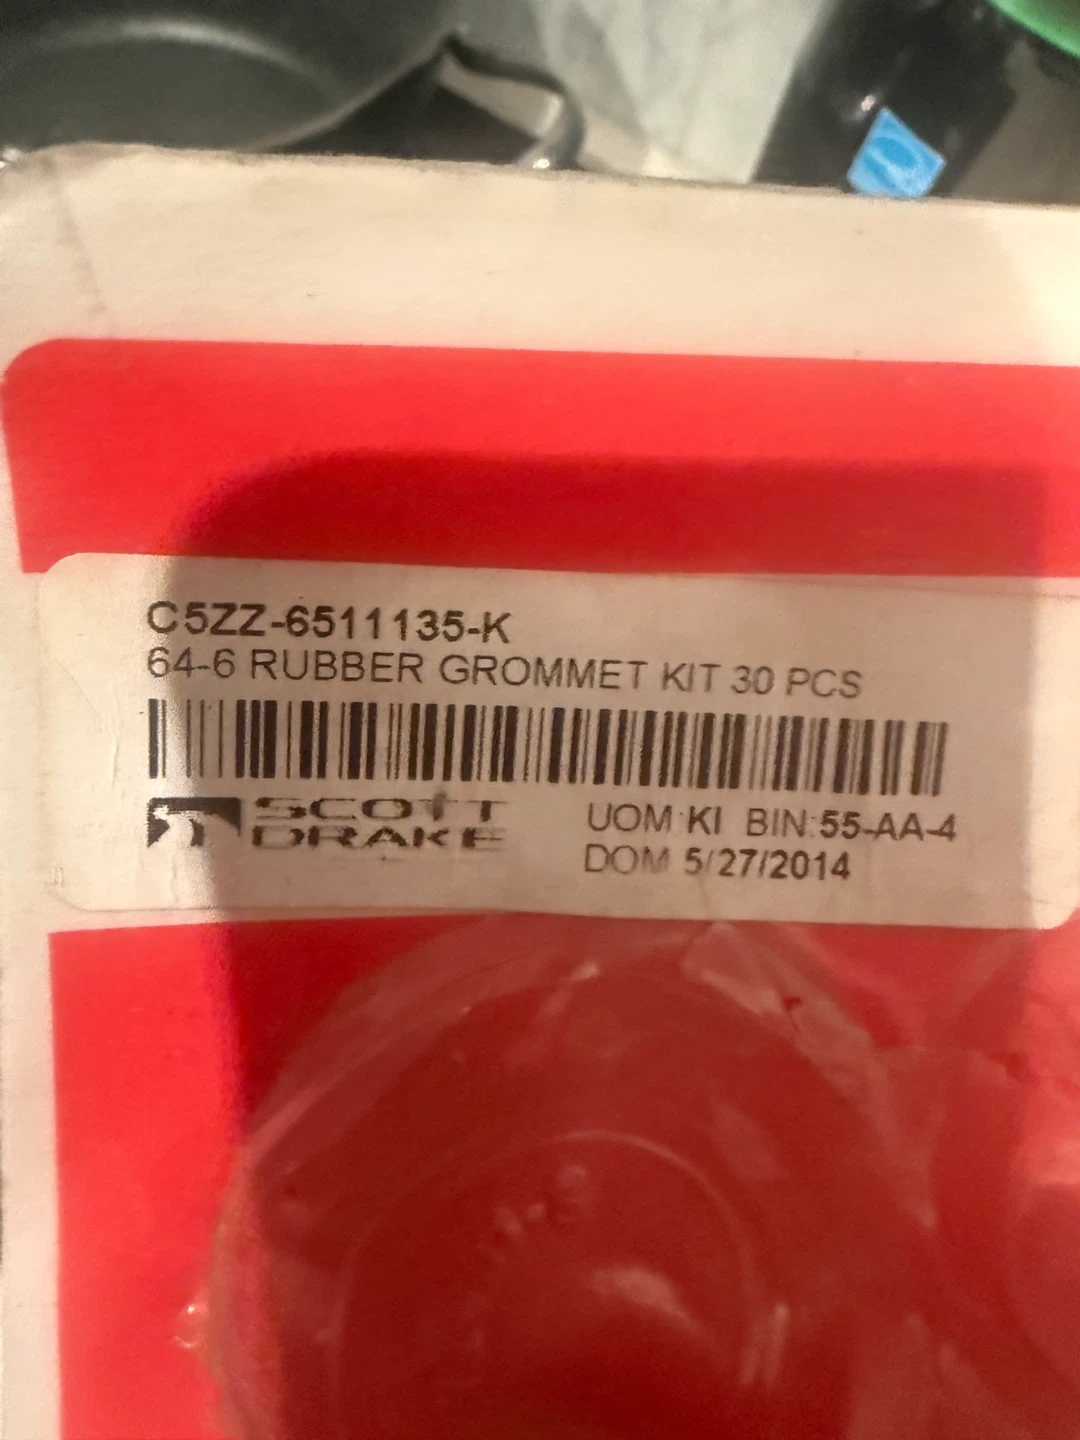 C5ZZ-6511135-K
64-6 RUBBER GROMMET KIT 30 PCS
SCOTT
DRAKE
UOM:KI BIN:55-AA-4
DOM 5/27/2014